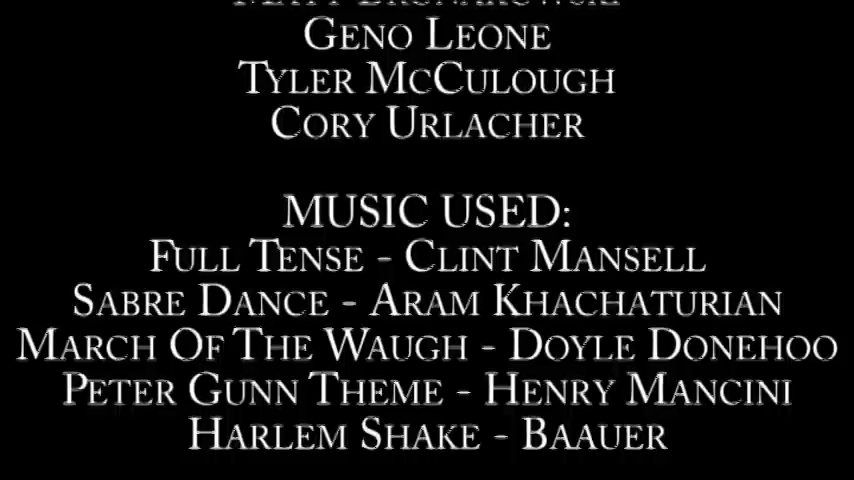 Geno Leone
Tyler McCulough
Cory Urlacher
MUSIC USED:
Full Tense - Clint Mansell
Sabre Dance - Aram Khachaturian
March Of The Waugh - Doyle Donehoo
Peter Gunn Theme - Henry Mancini
Harlem Shake - Baauer